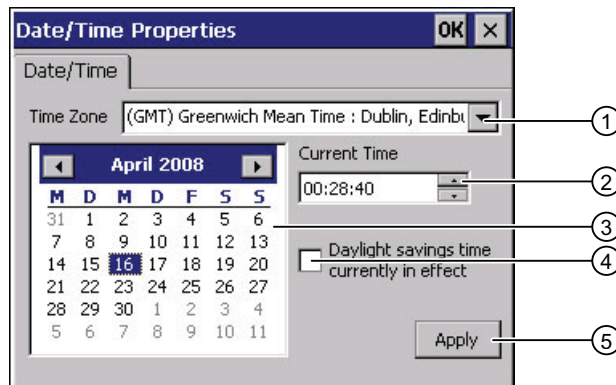 Date/Time Properties OK ×
Date/Time
Time Zone (GMT) Greenwich Mean Time : Dublin, Edinbu
1
April 2008
Current Time
M D M D F S S
00:28:40
2
31 1 2 3 4 5 6
3
7 8 9 10 11 12 13
Daylight savings time
currently in effect
4
14 15 16 17 18 19 20
21 22 23 24 25 26 27
28 29 30 1 2 3 4
5 6 7 8 9 10 11
Apply
5